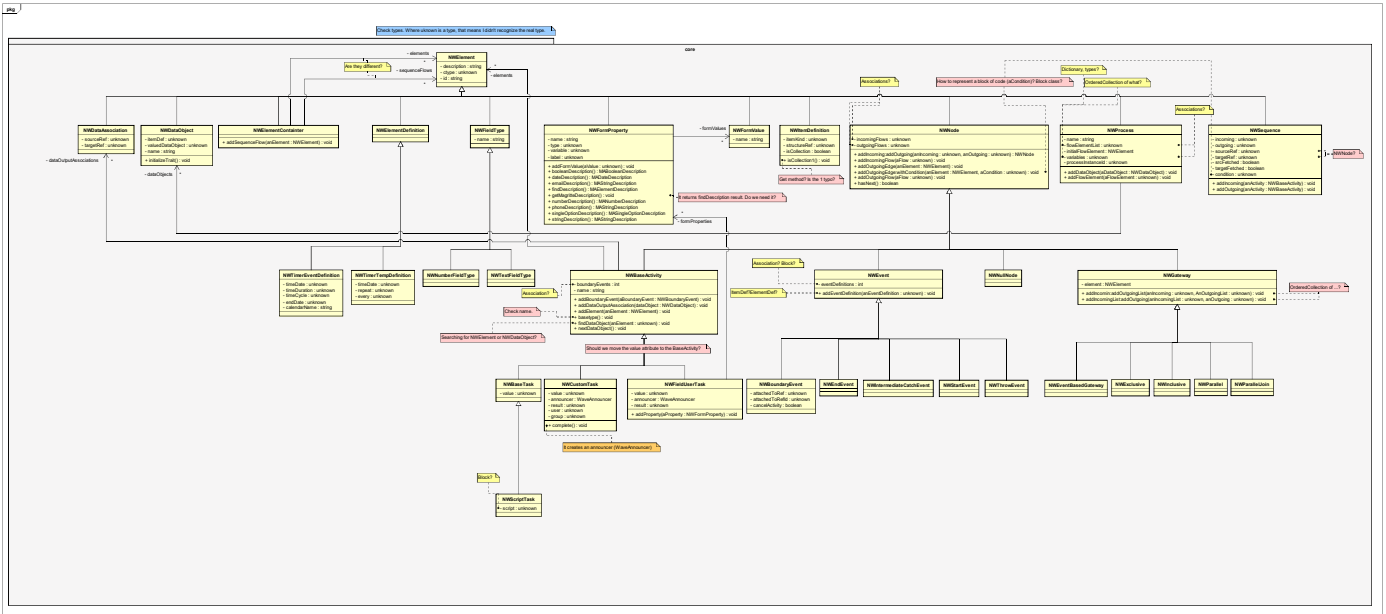 pkg
Check types. Where uknown is a type, that means I didn't recognize the real type.
core
NWElement
- description : string
- ctype : unknown
- id : string
- elements
- sequenceFlows
- elements
Are they different?
Associations?
How to represent a block of code (aCondition)? Block class?
Dictionary, types?
OrderedCollection of what?
Associations?
NWDataAssociation
- sourceRef : unknown
- targetRef : unknown
- dataOutputAssociations
NWDataObject
- itemDef : unknown
- valuedDataObject : unknown
- name : string
+ initializeTrait() : void
- dataObjects
NWElementContainter
+ addSequenceFlow(anElement : NWElement) : void
NWElementDefinition
NWFieldType
- name : string
NWFormProperty
- name : string
- type : unknown
- variable : unknown
- label : unknown
+ addFormValue(aValue : unknown) : void
+ booleanDescription() : MABooleanDescription
+ dateDescription() : MADateDescription
+ emailDescription() : MAStringDescription
+ findDescription() : MAElementDescription
+ getMagritteDescription() : void
+ numberDescription() : MANumberDescription
+ phoneDescription() : MAStringDescription
+ singleOptionDescription() : MASingleOptionDescription
+ stringDescription() : MAStringDescription
- formValues
It returns findDescription result. Do we need it?
- formProperties
NWFormValue
- name : unknown
NWItemDefinition
- itemKind : unknown
- structureRef : unknown
- isCollection : boolean
+ isCollection1() : void
Get method? Is the 1 typo?
NWNode
- incomingFlows : unknown
- outgoingFlows : unknown
+ addIncoming:addOutgoing(anIncoming : unknown, anOutgoing : unknown) : NWNode
+ addIncomingFlow(aFlow : unknown) : void
+ addOutgoingEdge(anElement : NWElement) : void
+ addOutgoingEdge:withCondition(anElement : NWElement, aCondition : unknown) : void
+ addOutgoingFlow(aFlow : unknown) : void
+ hasNext() : boolean
NWProcess
- name : string
- flowElementList : unknown
- initialFlowElement : NWElement
- variables : unknown
- processInstanceId : unknown
+ addDataObject(aDataObject : NWDataObject) : void
+ addFlowElement(aFlowElement : unknown) : void
NWSequence
- incoming : unknown
- outgoing : unknown
- sourceRef : unknown
- targetRef : unknown
- srcFetched : boolean
- targetFetched : boolean
- condition : unknown
+ addIncoming(anActivity : NWBaseActivity) : void
+ addOutgoing(anActivity : NWBaseActivity) : void
NWNode?
NWTimerEventDefinition
- timeDate : unknown
- timeDuration : unknown
- timeCycle : unknown
- endDate : unknown
- calendarName : string
NWTimerTempDefinition
- timeDate : unknown
- repeat : unknown
- every : unknown
NWNumberFieldType
NWTextFieldType
NWBaseActivity
- boundaryEvents : int
- name : string
+ addBoundaryEvent(aBoundaryEvent : NWBoundaryEvent) : void
+ addDataOutputAssociation(dataObject : NWDataObject) : void
+ addElement(anElement : NWElement) : void
+ basetype() : void
+ findDataObject(anElement : unknown) : void
+ readDataObject() : void
Association?
Check name.
Searching for NWElement or NWDataObject?
Should we move the value attribute to the BaseActivity?
Association? Block?
ItemDef?ElementDef?
NWEvent
- eventDefinitions : int
+ addEventDefinition(anEventDefinition : unknown) : void
NWNullNode
NWGateway
- element : NWElement
+ addIncomin:addOutgoingList(anIncoming : unknown, AnOutgoingList : unknown) : void
+ addIncomingList:addOutgoing(anIncomingList : unknown, anOutgoing : unknown) : void
OrderedCollection of ...?
NWBaseTask
- value : unknown
NWCustomTask
- value : unknown
- announcer : WaveAnnouncer
- result : unknown
- user : unknown
- group : unknown
+ complete() : void
It creates an announcer (WaveAnnouncer)
NWFieldUserTask
- value : unknown
- announcer : WaveAnnouncer
- result : unknown
+ addProperty(aProperty : NWFormProperty) : void
NWBoundaryEvent
- attachedToRef : unknown
- attachedToRefId : unknown
- cancelActivity : boolean
NWEndEvent
NWIntermediateCatchEvent
NWStartEvent
NWThrowEvent
NWEventBasedGateway
NWExclusive
NWInclusive
NWParallel
NWParallelJoin
Block?
NWScriptTask
- script : unknown